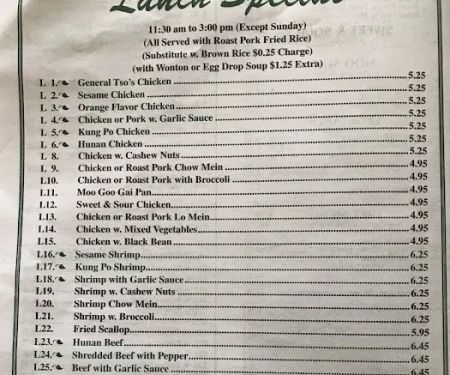 Lunch Special
11:30 am to 3:00 pm (Except Sunday)
(All Served with Roast Pork Fried Rice)
(Substitute w. Brown Rice $0.25 Charge)
(with Wonton or Egg Drop Soup $1.25 Extra)
L 1. General Tso's Chicken 5.25
L 2. Sesame Chicken 5.25
L 3. Orange Flavor Chicken 5.25
L 4. Chicken or Pork w. Garlic Sauce 5.25
L 5. Kung Po Chicken 5.25
L 6. Hunan Chicken 5.25
L 8. Chicken w. Cashew Nuts 5.25
L 9. Chicken or Roast Pork Chow Mein 4.95
L10. Chicken or Roast Pork with Broccoli 4.95
L11. Moo Goo Gai Pan 4.95
L12. Sweet & Sour Chicken 4.95
L13. Chicken or Roast Pork Lo Mein 4.95
L14. Chicken w. Mixed Vegetables 4.95
L15. Chicken w. Black Bean 4.95
L16. Sesame Shrimp 6.25
L17. Kung Po Shrimp 6.25
L18. Shrimp with Garlic Sauce 6.25
L19. Shrimp w. Cashew Nuts 6.25
L20. Shrimp Chow Mein 6.25
L21. Shrimp w. Broccoli 6.25
L22. Fried Scallop 5.95
L23. Hunan Beef 6.45
L24. Shredded Beef with Pepper 6.45
L25. Beef with Garlic Sauce 6.45